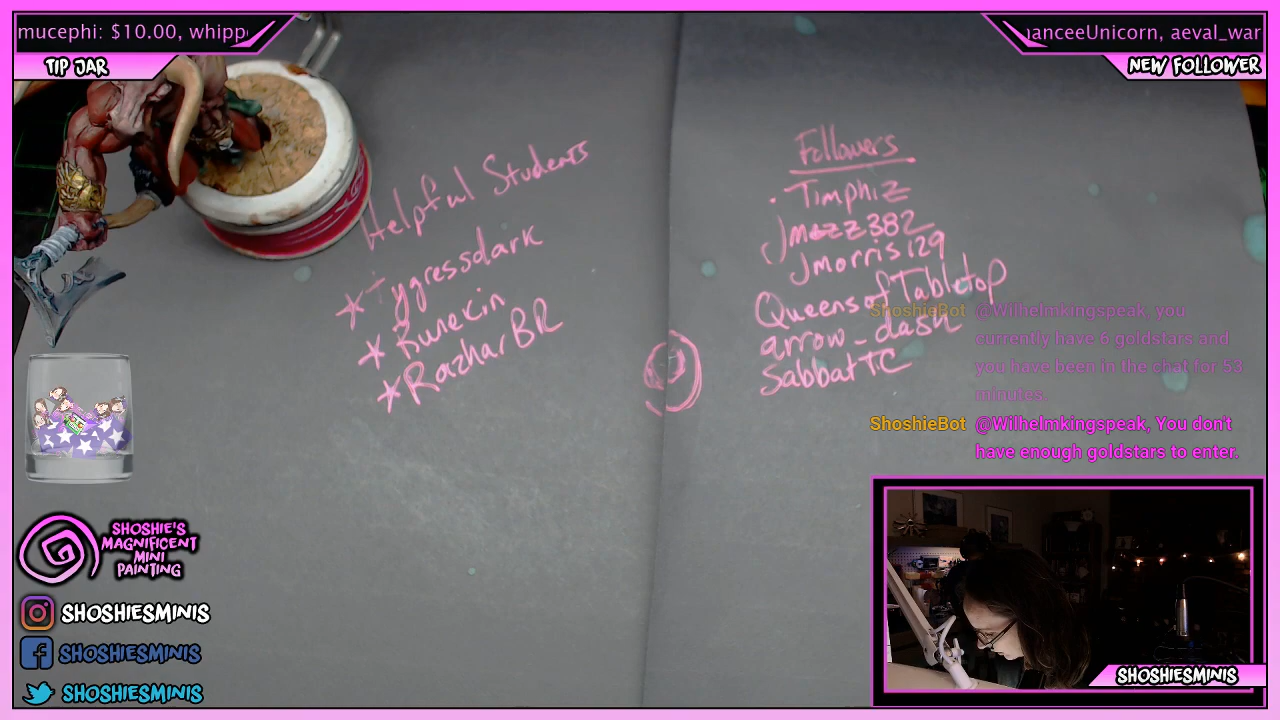 mucephi: $10.00, whipp
anceeUnicorn, aeval_war
TIP JAR
NEW FOLLOWER
Helpful Students
Tygressdark
Runekin
RazharBR
Followers
Timphiz
Jmezz382
Jmorris129
QueensofTabletop
arrow_dash
SabbatTC
ShoshieBot @Wilhelmkingspeak, you
currently have 6 goldstars and
you have been in the chat for 53
minutes.
ShoshieBot @Wilhelmkingspeak, You don't
have enough goldstars to enter.
SHOSHIE'S
MAGNIFICENT
MINI
PAINTING
SHOSHIESMINIS
SHOSHIESMINIS
SHOSHIESMINIS
SHOSHIESMINIS